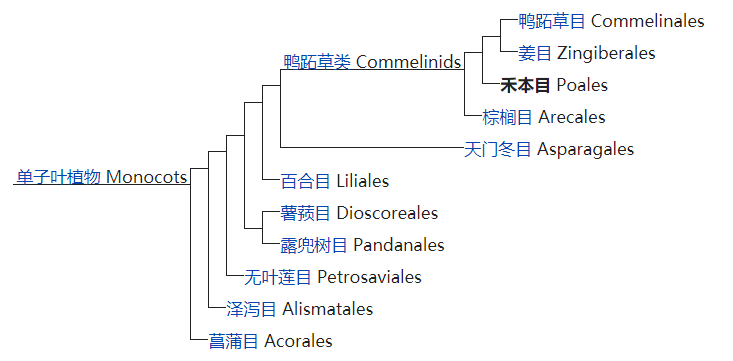 鸭跖草目 Commelinales
姜目 Zingiberales
鸭跖草类 Commelinids
禾本目 Poales
棕榈目 Arecales
天门冬目 Asparagales
单子叶植物 Monocots
百合目 Liliales
薯蓣目 Dioscoreales
露兜树目 Pandanales
无叶莲目 Petrosaviales
泽泻目 Alismatales
菖蒲目 Acorales